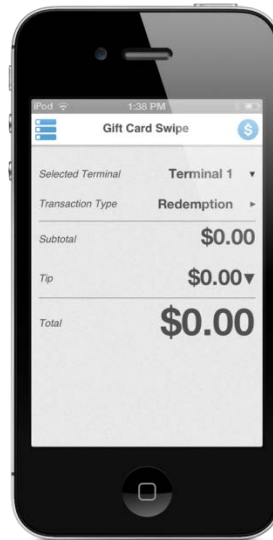 iPod 1:38 PM
Gift Card Swipe $
Selected Terminal Terminal 1
Transaction Type Redemption
Subtotal $0.00
Tip $0.00
Total $0.00